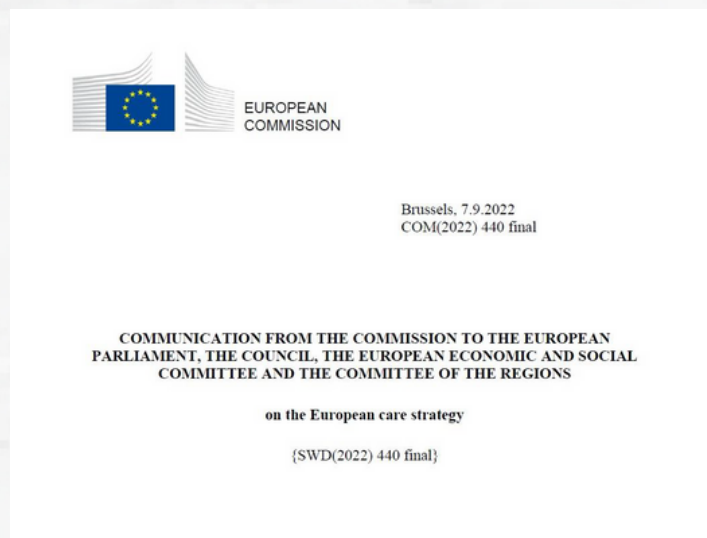 EUROPEAN
COMMISSION
Brussels, 7.9.2022
COM(2022) 440 final
COMMUNICATION FROM THE COMMISSION TO THE EUROPEAN
PARLIAMENT, THE COUNCIL, THE EUROPEAN ECONOMIC AND SOCIAL
COMMITTEE AND THE COMMITTEE OF THE REGIONS
on the European care strategy
{SWD(2022) 440 final}